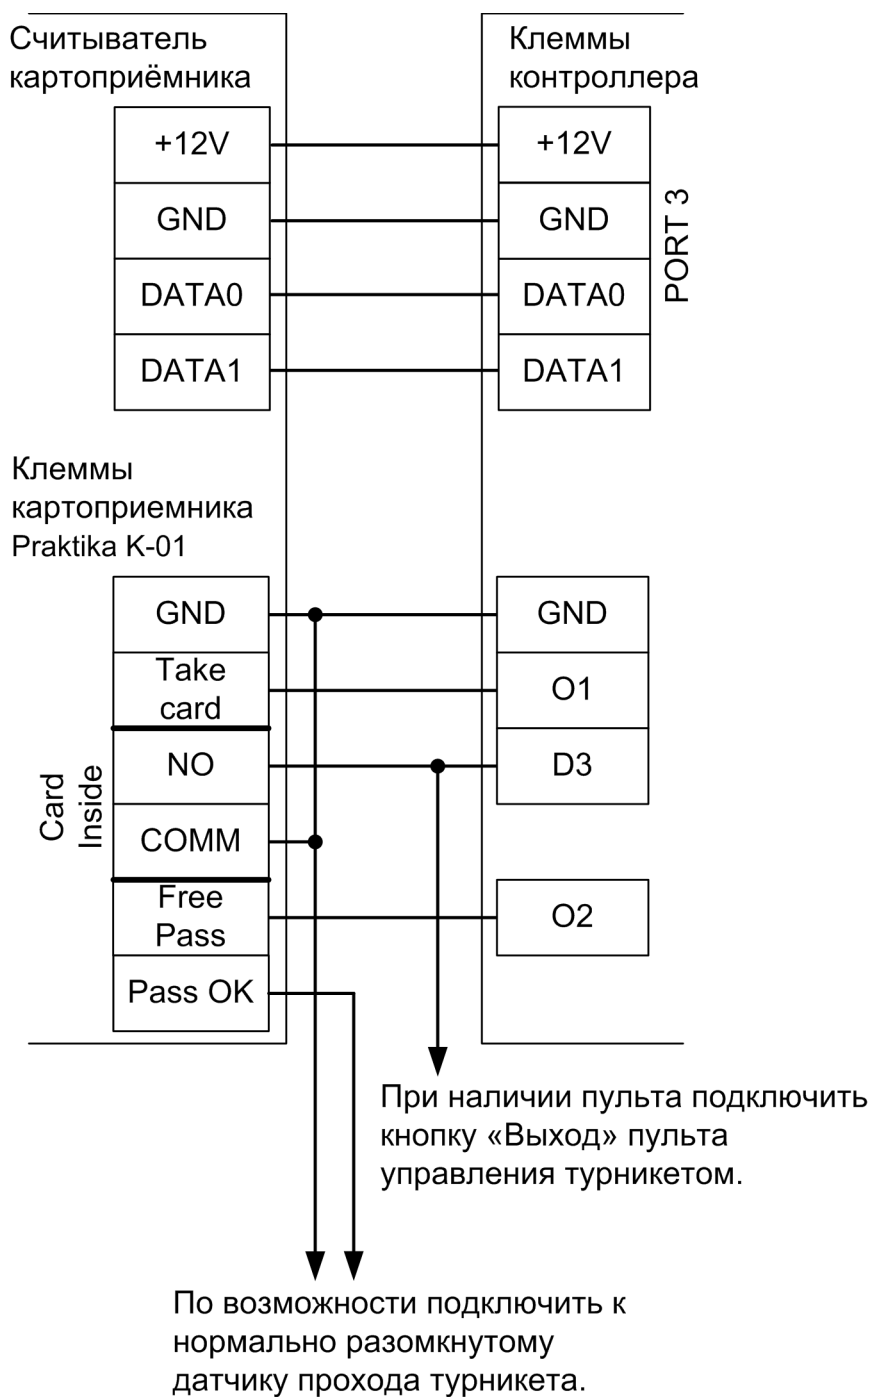 Считыватель
картоприёмника
+12V
GND
DATA0
DATA1
Клеммы
контроллера
+12V
GND
DATA0
DATA1
PORT 3
Клеммы
картоприемника
Praktika K-01
GND
Take
card
NO
COMM
Card
Inside
Free
Pass
Pass OK
GND
O1
D3
O2
При наличии пульта подключить
кнопку «Выход» пульта
управления турникетом.
По возможности подключить к
нормально разомкнутому
датчику прохода турникета.